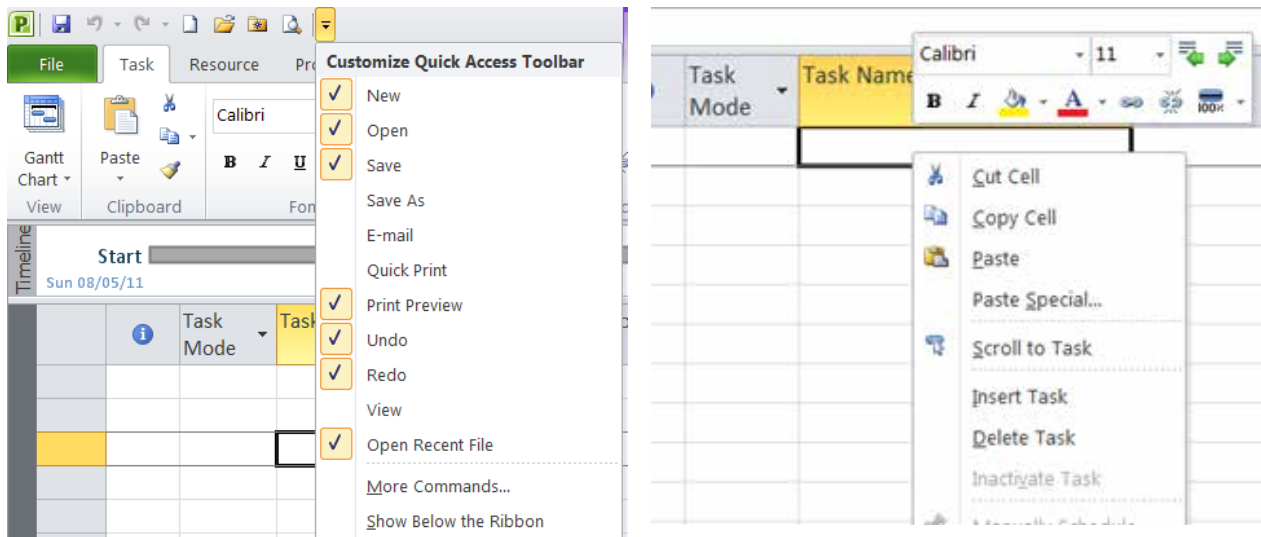 File Task Resource Pro
Customize Quick Access Toolbar
New
Open
Save
Save As
E-mail
Quick Print
Print Preview
Undo
Redo
View
Open Recent File
More Commands...
Show Below the Ribbon
Gantt
Chart
Paste
Calibri
B I U
View Clipboard Fon
Timeline
Start
Sun 08/05/11
Task
Mode
Task
Calibri 11
B I A 100%
Task
Mode
Task Name
Cut Cell
Copy Cell
Paste
Paste Special...
Scroll to Task
Insert Task
Delete Task
Inactivate Task